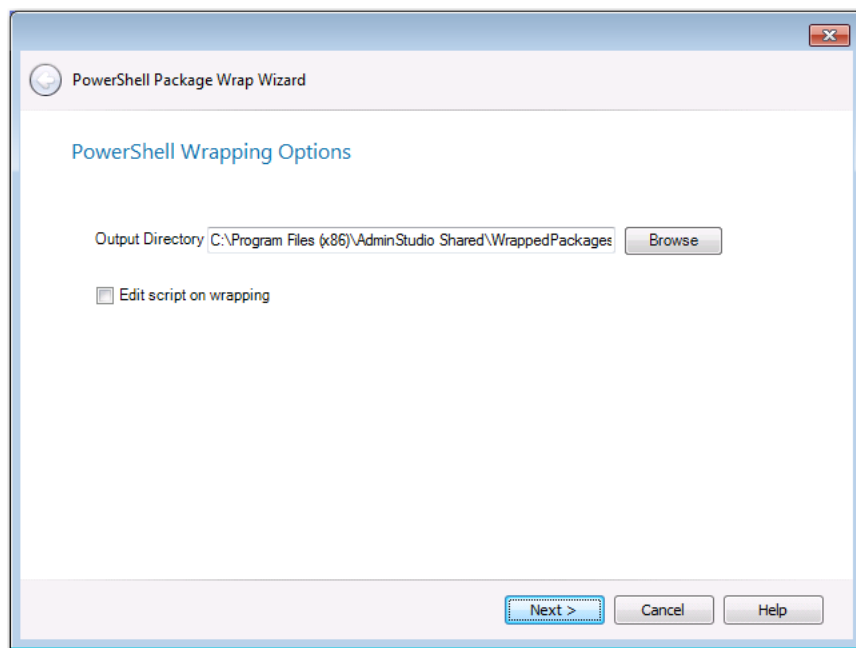 PowerShell Package Wrap Wizard
PowerShell Wrapping Options
Output Directory C:\Program Files (x86)\AdminStudio Shared\WrappedPackages Browse
Edit script on wrapping
Next > Cancel Help